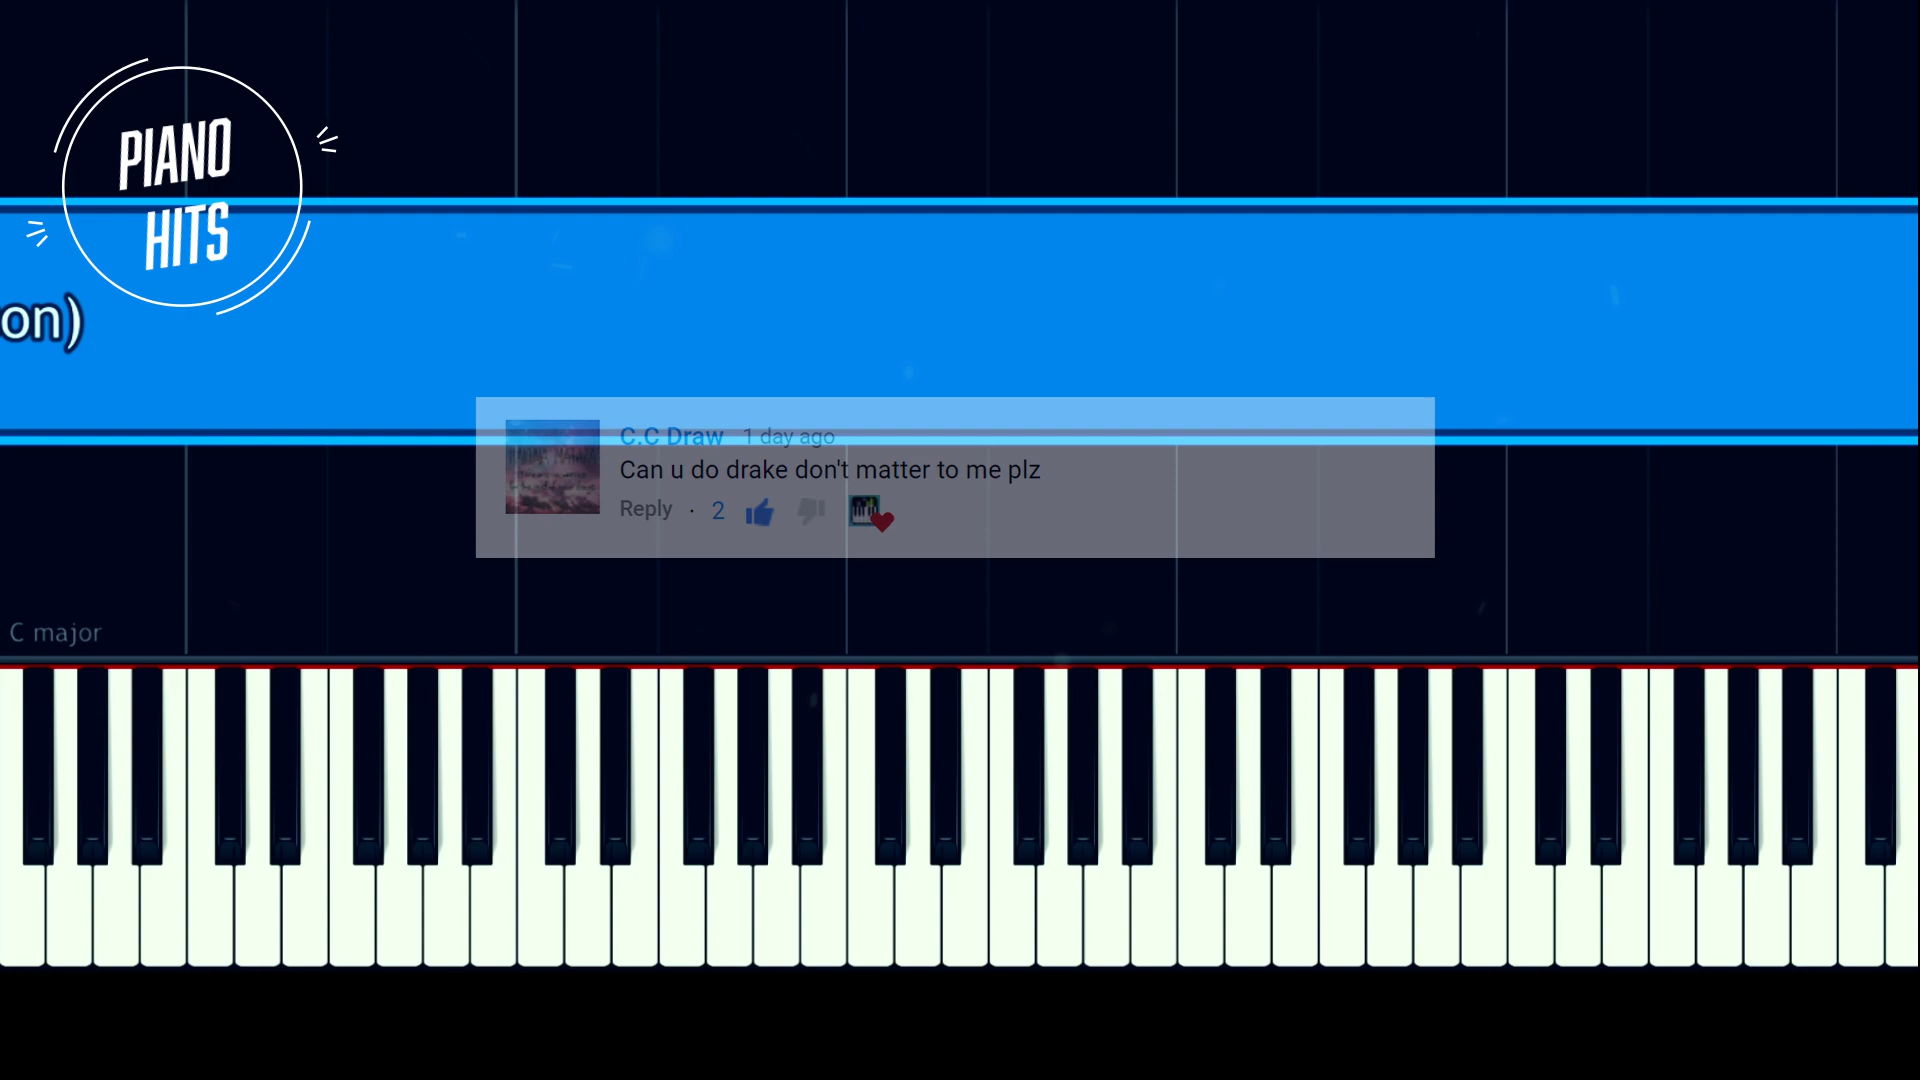 PIANO
HITS
on)
C.C Draw 1 day ago
Can u do drake don't matter to me plz
Reply · 2
C major